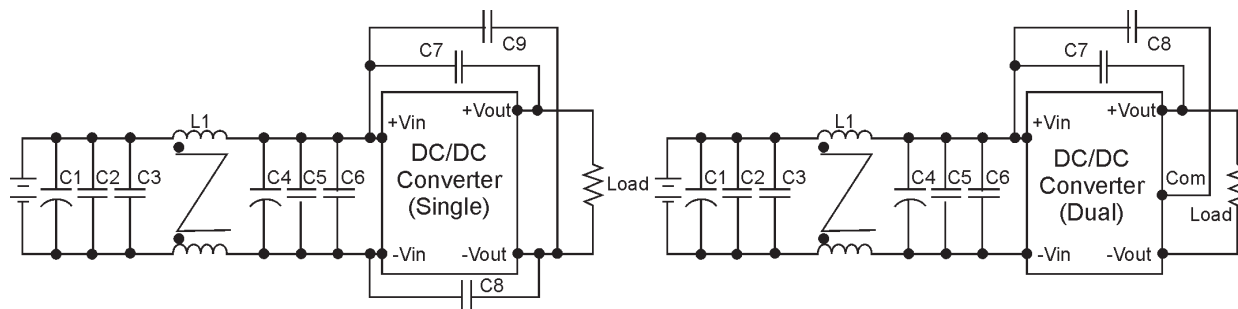 C9
C7
+Vout
L1
+Vin
C1 C2 C3
C4 C5 C6
DC/DC
Converter
(Single)
Load
-Vin
-Vout
C8
C8
C7
+Vout
L1
+Vin
C1 C2 C3
C4 C5 C6
DC/DC
Converter
(Dual)
Com
Load
-Vin
-Vout